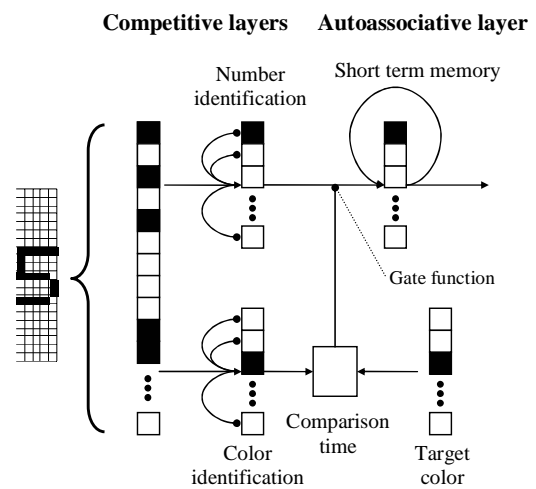 Competitive layers
Autoassociative layer
Number
identification
Short term memory
Gate function
Comparison
time
Target
color
Color
identification